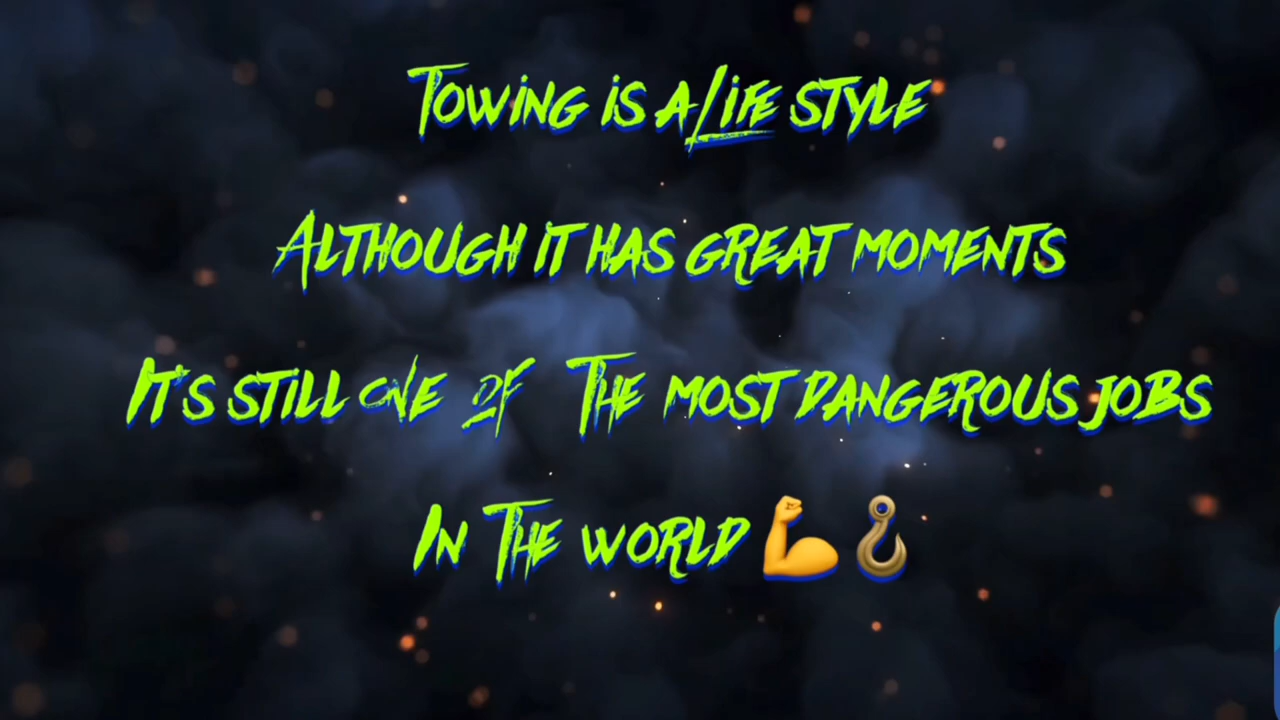 Towing is a Life style
Although it has great moments
It's still one of The most dangerous jobs
In The world 💪 🪝